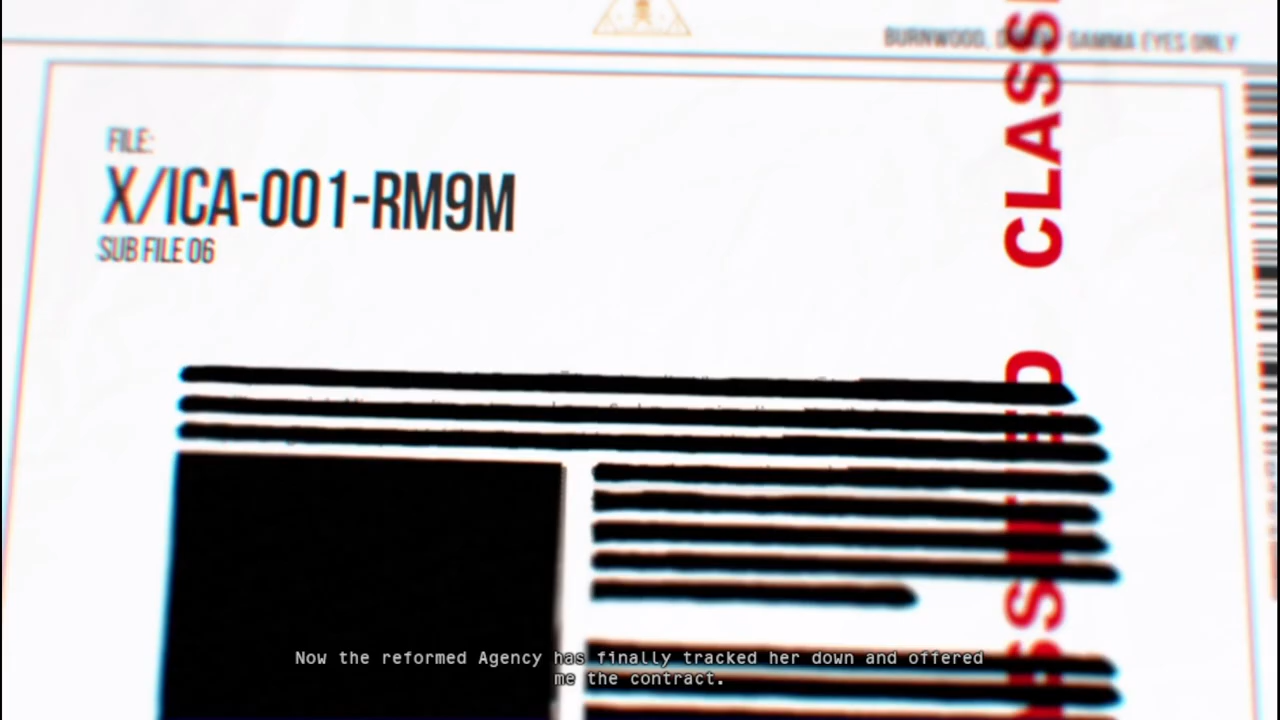 BURNWOOD, GAMMA EYES ONLY
FILE:
X/ICA-001-RM9M
SUB FILE 06
CLASS
Now the reformed Agency has finally tracked her down and offered
me the contract.